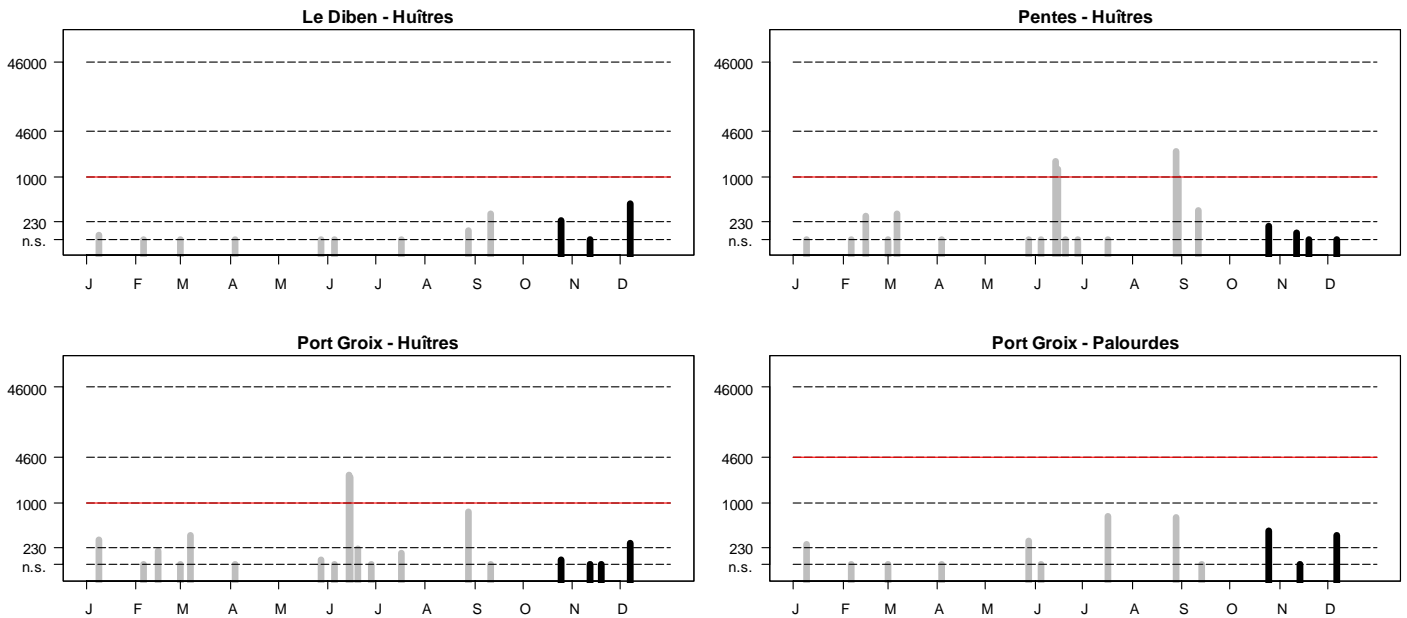 Le Diben - Huîtres
46000
4600
1000
230
n.s.
J F M A M J J A S O N D
Pentes - Huîtres
46000
4600
1000
230
n.s.
J F M A M J J A S O N D
Port Groix - Huîtres
46000
4600
1000
230
n.s.
J F M A M J J A S O N D
Port Groix - Palourdes
46000
4600
1000
230
n.s.
J F M A M J J A S O N D